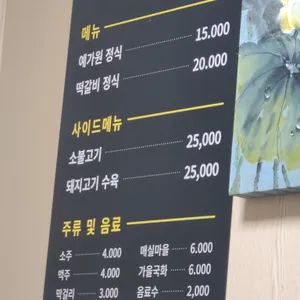 메뉴
예가원 정식 15.000
떡갈비 정식 20.000
사이드메뉴
소불고기 25,000
돼지고기 수육 25,000
주류 및 음료
소주 4.000 매실마을 6.000
맥주 4.000 가을국화 6.000
막걸리 3.000 음료수 2,000